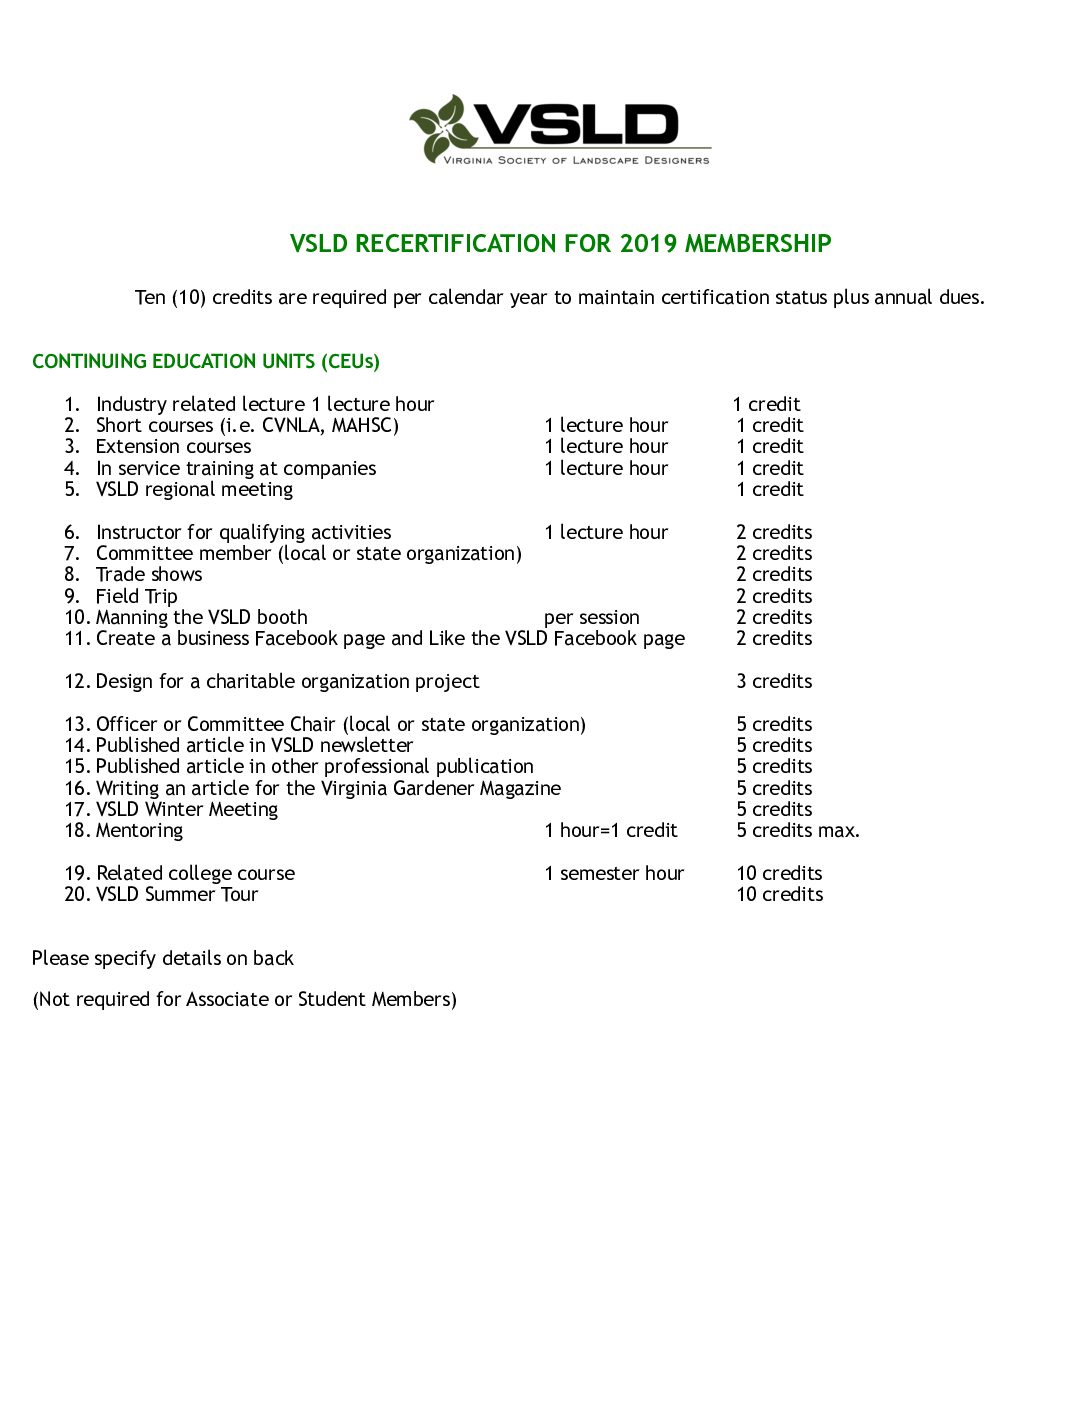 VSLD
VIRGINIA SOCIETY OF LANDSCAPE DESIGNERS
VSLD RECERTIFICATION FOR 2019 MEMBERSHIP
Ten (10) credits are required per calendar year to maintain certification status plus annual dues.
CONTINUING EDUCATION UNITS (CEUs)
1. Industry related lecture 1 lecture hour 1 credit
2. Short courses (i.e. CVNLA, MAHSC) 1 lecture hour 1 credit
3. Extension courses 1 lecture hour 1 credit
4. In service training at companies 1 lecture hour 1 credit
5. VSLD regional meeting 1 credit
6. Instructor for qualifying activities 1 lecture hour 2 credits
7. Committee member (local or state organization) 2 credits
8. Trade shows 2 credits
9. Field Trip 2 credits
10. Manning the VSLD booth per session 2 credits
11. Create a business Facebook page and Like the VSLD Facebook page 2 credits
12. Design for a charitable organization project 3 credits
13. Officer or Committee Chair (local or state organization) 5 credits
14. Published article in VSLD newsletter 5 credits
15. Published article in other professional publication 5 credits
16. Writing an article for the Virginia Gardener Magazine 5 credits
17. VSLD Winter Meeting 5 credits
18. Mentoring 1 hour=1 credit 5 credits max.
19. Related college course 1 semester hour 10 credits
20. VSLD Summer Tour 10 credits
Please specify details on back
(Not required for Associate or Student Members)